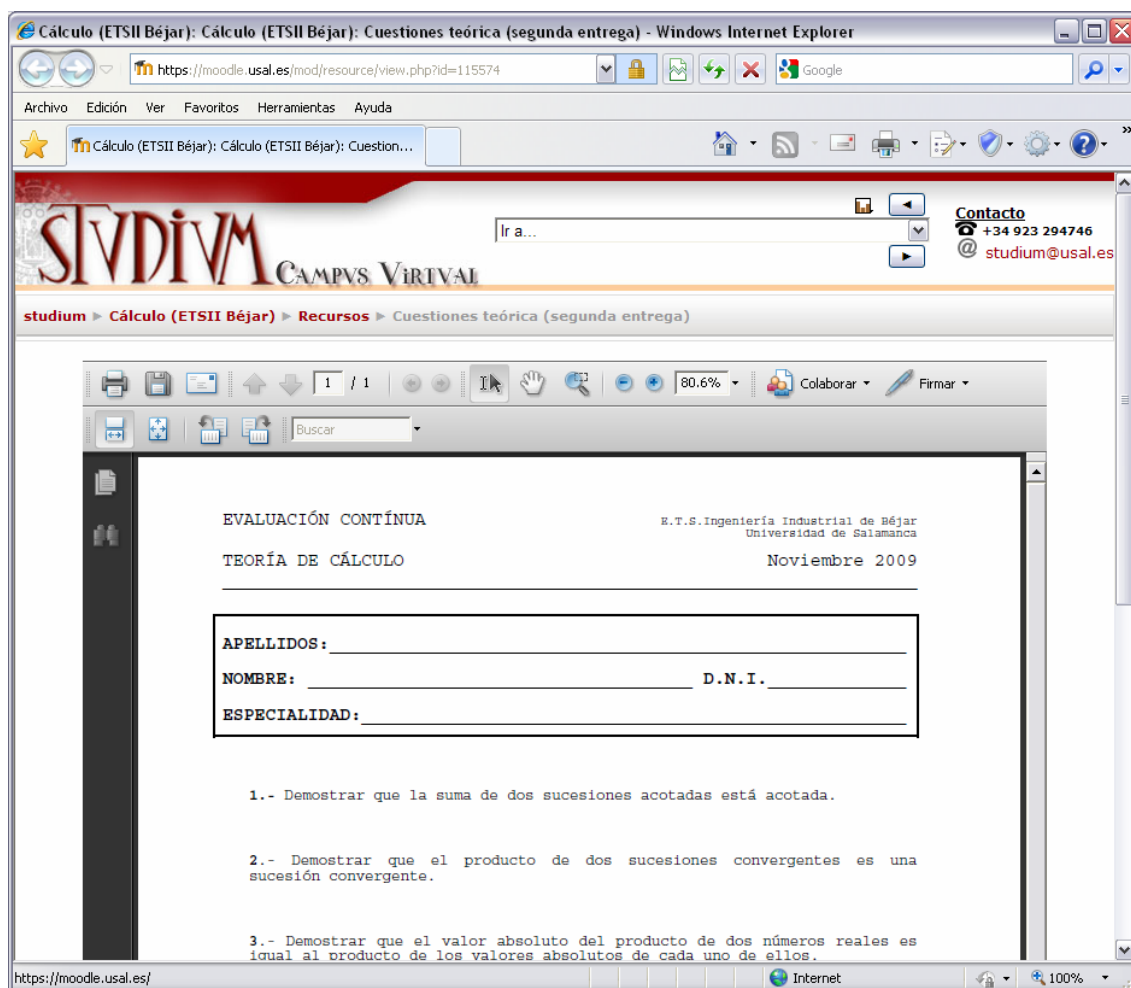 Cálculo (ETSII Béjar): Cálculo (ETSII Béjar): Cuestiones teórica (segunda entrega) - Windows Internet Explorer
https://moodle.usal.es/mod/resource/view.php?id=115574
Google
Archivo Edición Ver Favoritos Herramientas Ayuda
Cálculo (ETSII Béjar): Cálculo (ETSII Béjar): Cuestion...
STVDIVM
CAMPVS VIRTVAL
Ir a...
Contacto
+34 923 294746
@ studium@usal.es
studium ► Cálculo (ETSII Béjar) ► Recursos ► Cuestiones teórica (segunda entrega)
1 / 1 80.6% Colaborar Firmar
Buscar
EVALUACIÓN CONTÍNUA
E.T.S.Ingeniería Industrial de Béjar
Universidad de Salamanca
TEORÍA DE CÁLCULO
Noviembre 2009
APELLIDOS:
NOMBRE: D.N.I.
ESPECIALIDAD:
1.- Demostrar que la suma de dos sucesiones acotadas está acotada.
2.- Demostrar que el producto de dos sucesiones convergentes es una
sucesión convergente.
3.- Demostrar que el valor absoluto del producto de dos números reales es
igual al producto de los valores absolutos de cada uno de ellos.
https://moodle.usal.es/ Internet 100%